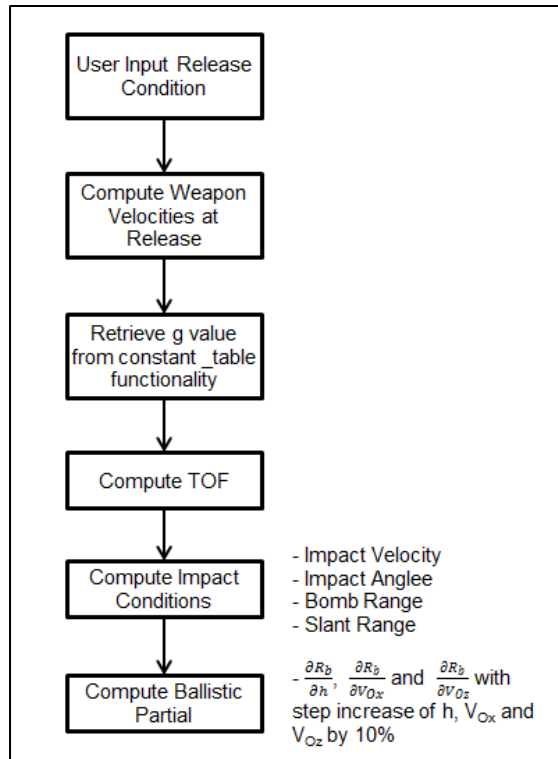 User Input Release
Condition
Compute Weapon
Velocities at
Release
Retrieve g value
from constant _table
functionality
Compute TOF
Compute Impact
Conditions
- Impact Velocity
- Impact Anglee
- Bomb Range
- Slant Range
Compute Ballistic
Partial
- ∂R_b/∂h, ∂R_b/∂V_Ox and ∂R_b/∂V_Oz with
step increase of h, V_Ox and
V_Oz by 10%